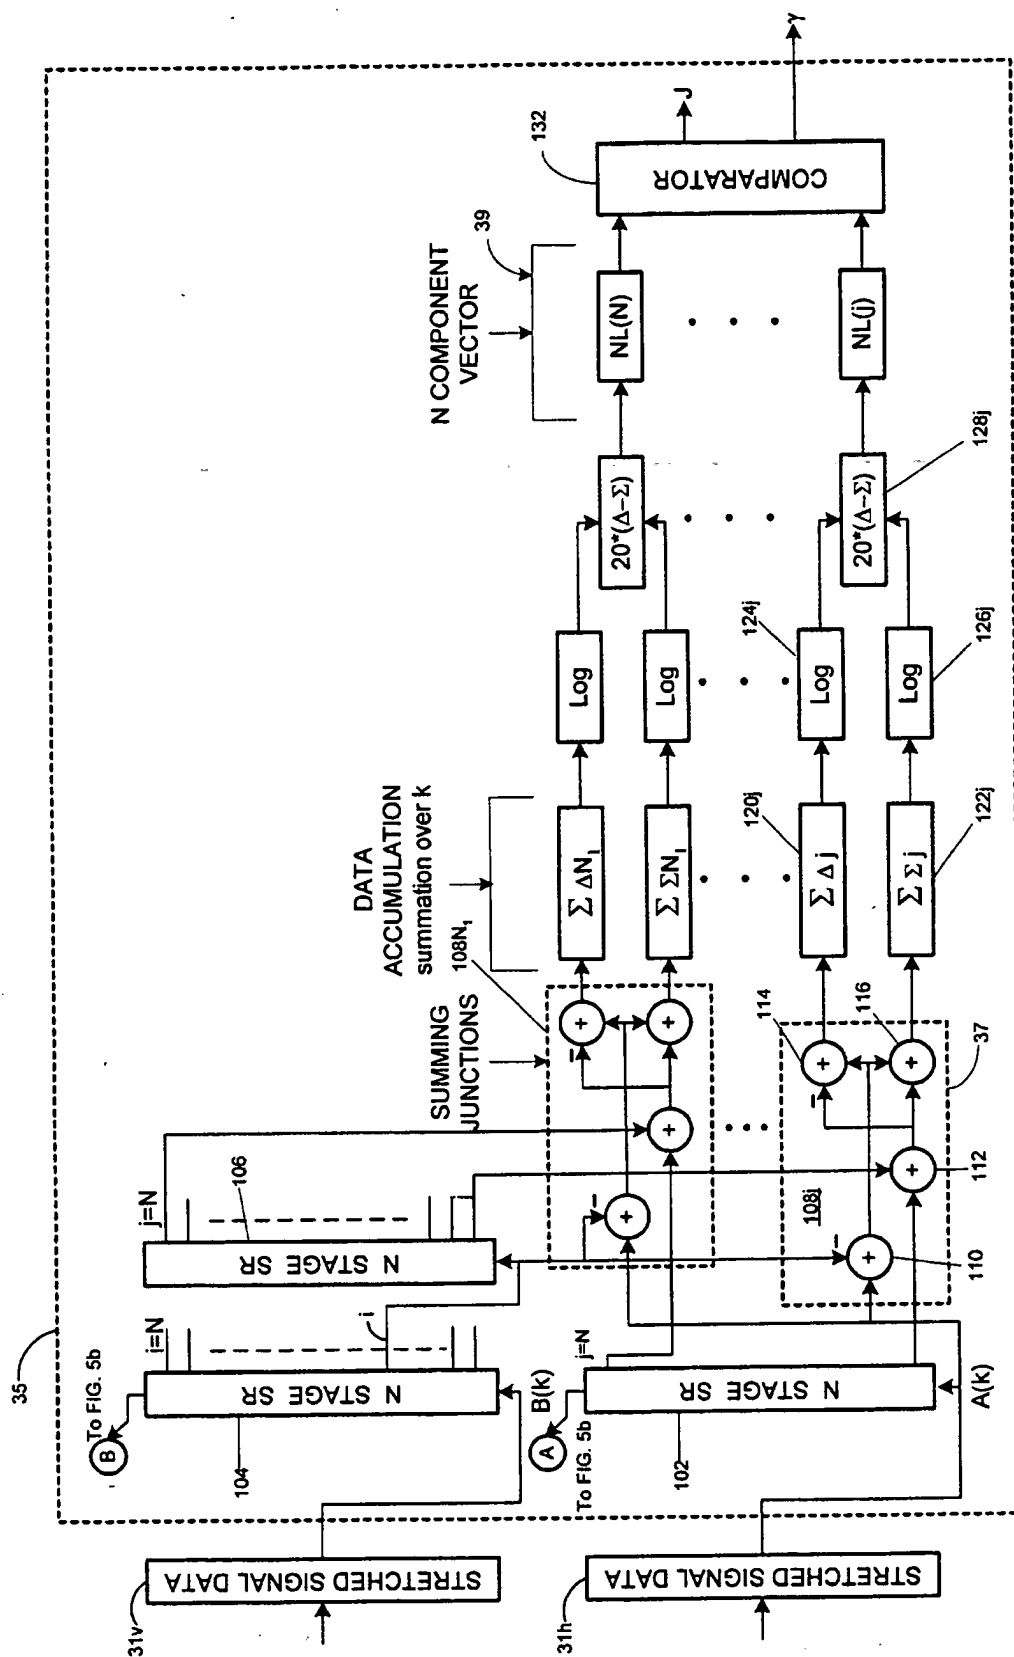 35
31v
STRETCHED SIGNAL DATA
31h
STRETCHED SIGNAL DATA
B
To FIG. 5b
104
N STAGE SR
i=N
i
A
To FIG. 5b
B(k)
102
N STAGE SR
j=N
A(k)
106
N STAGE SR
j=N
SUMMING
JUNCTIONS
108N₁
+
−
+
+
−
+
108j
110
+
−
112
+
114
+
−
116
+
37
DATA
ACCUMULATION
summation over k
∑ ΔN₁
∑ ΣN₁
120j
∑ Δ j
122j
∑ Σ j
Log
Log
124j
Log
126j
Log
20*(Δ−Σ)
20*(Δ−Σ)
128j
N COMPONENT
VECTOR
39
NL(N)
NL(j)
132
COMPARATOR
J
γ